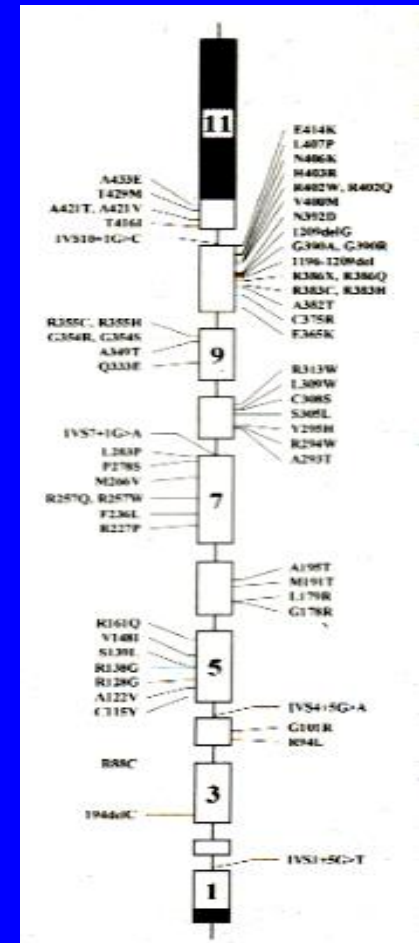 11
E414K
L407P
N406K
H403R
R402W, R402Q
V400M
N392D
1209delG
G390A, G390R
1196-1209del
R386X, R386Q
R383C, R383H
A382T
C375R
E365K
A433E
T429M
A421T, A421V
T416I
IVS10+1G>C
R355C, R355H
G354R, G354S
A349T
Q333E
9
R313W
L309W
C308S
S305L
Y295H
R294W
A293T
IVS7+1G>A
L283P
P278S
M266V
R257Q, R257W
F236L
R227P
7
A195T
M191T
L179R
G178R
R161Q
V148I
S139L
R138G
R128G
A122V
C115Y
5
IVS4+5G>A
G101R
R94L
R88C
3
194delC
IVS1+5G>T
1